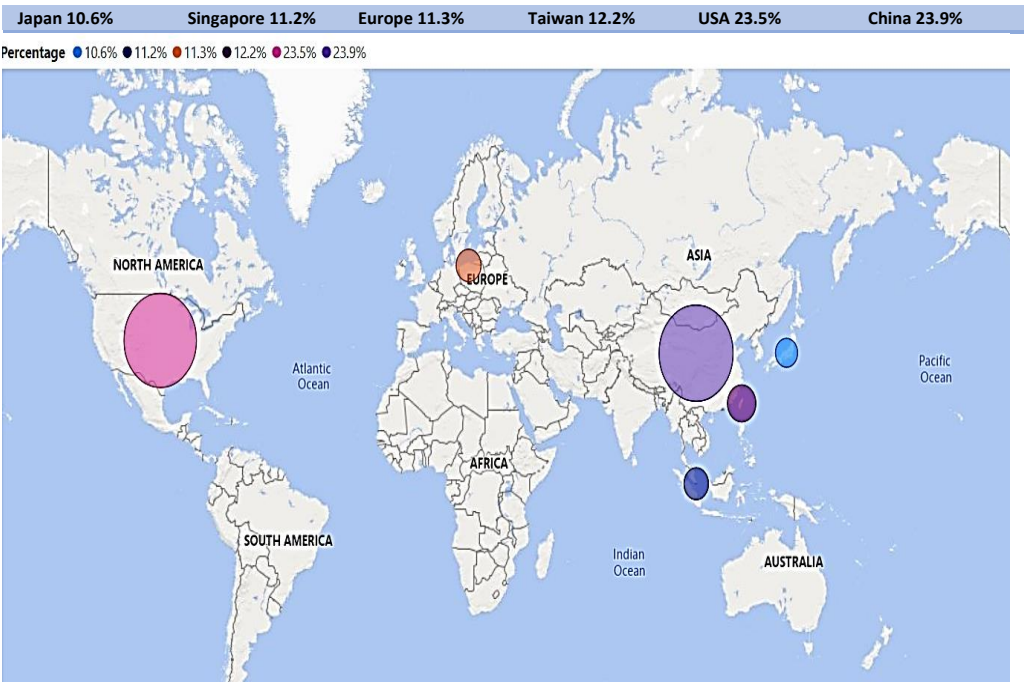 Japan 10.6% Singapore 11.2% Europe 11.3% Taiwan 12.2% USA 23.5% China 23.9%
Percentage 10.6% 11.2% 11.3% 12.2% 23.5% 23.9%
ASIA
NORTH AMERICA
EUROPE
Atlantic
Ocean
Pacific
Ocean
AFRICA
SOUTH AMERICA
Indian
Ocean
AUSTRALIA